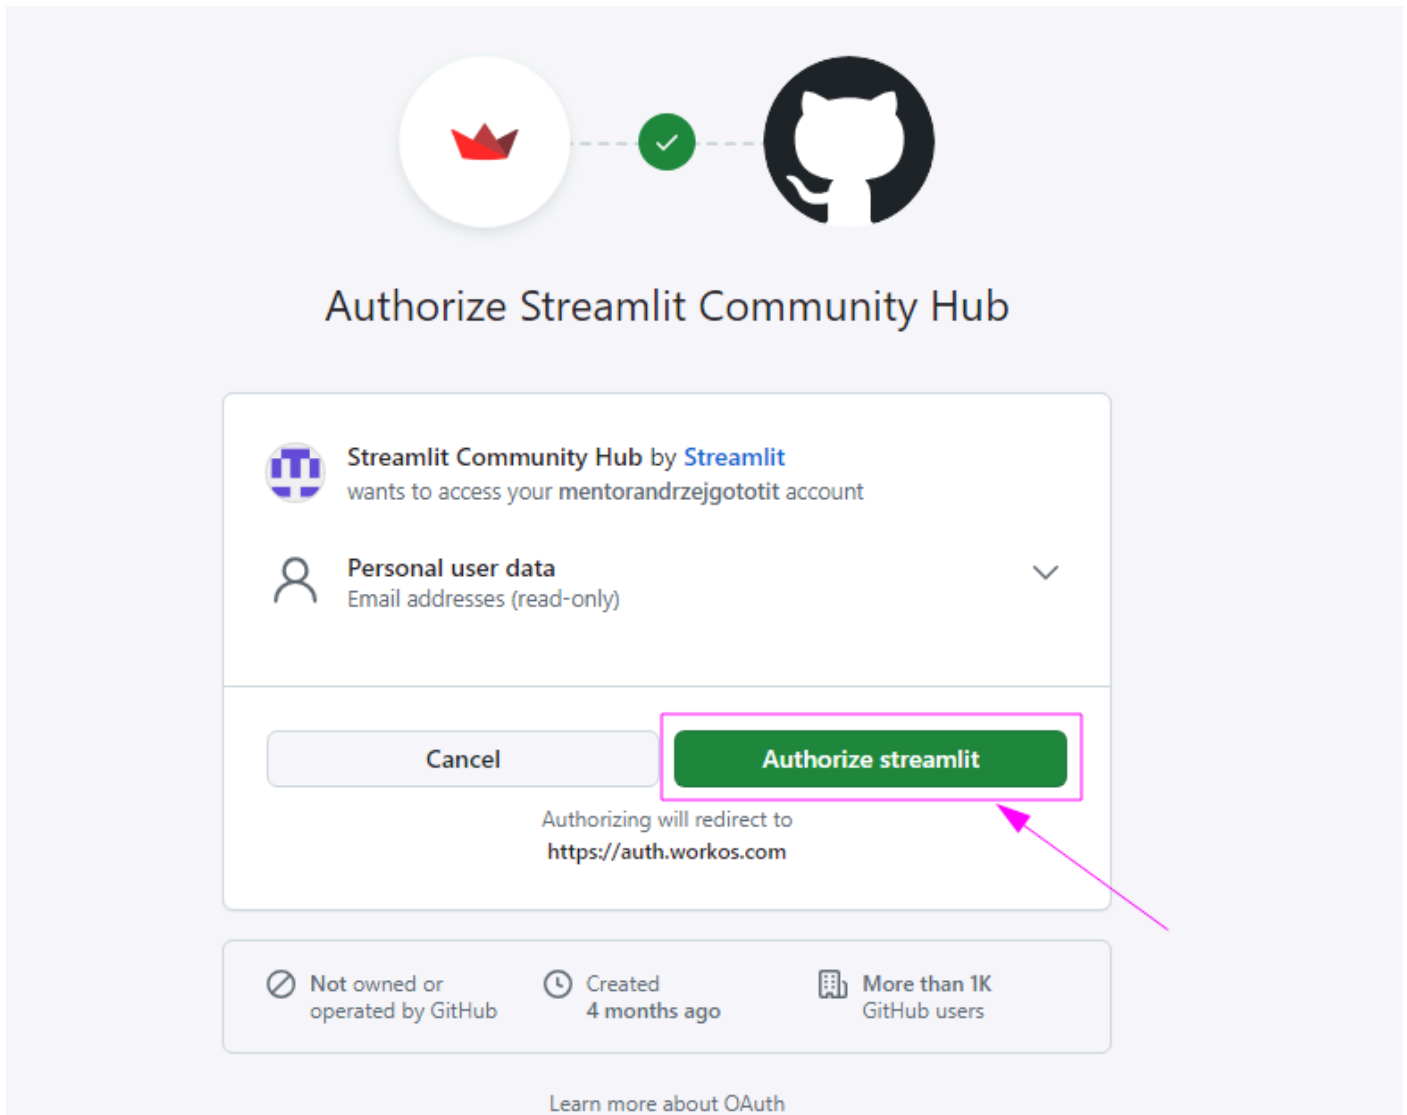 Authorize Streamlit Community Hub
Streamlit Community Hub by Streamlit
wants to access your mentorandrzejgototit account
Personal user data
Email addresses (read-only)
Cancel
Authorize streamlit
Authorizing will redirect to
https://auth.workos.com
Not owned or
operated by GitHub
Created
4 months ago
More than 1K
GitHub users
Learn more about OAuth